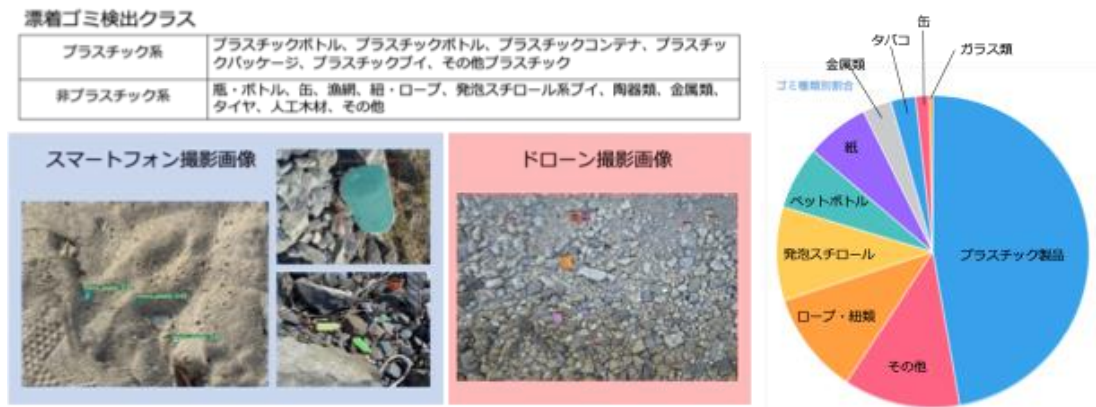 漂着ゴミ検出クラス
プラスチック系
プラスチックボトル、プラスチックボトル、プラスチックコンテナ、プラスチッ
クパッケージ、プラスチックブイ、その他プラスチック
非プラスチック系
瓶・ボトル、缶、漁網、紐・ロープ、発泡スチロール系ブイ、陶器類、金属類、
タイヤ、人工木材、その他
スマートフォン撮影画像
ドローン撮影画像
ゴミ種類別割合
缶
タバコ
ガラス類
金属類
紙
ペットボトル
発泡スチロール
プラスチック製品
ロープ・紐類
その他